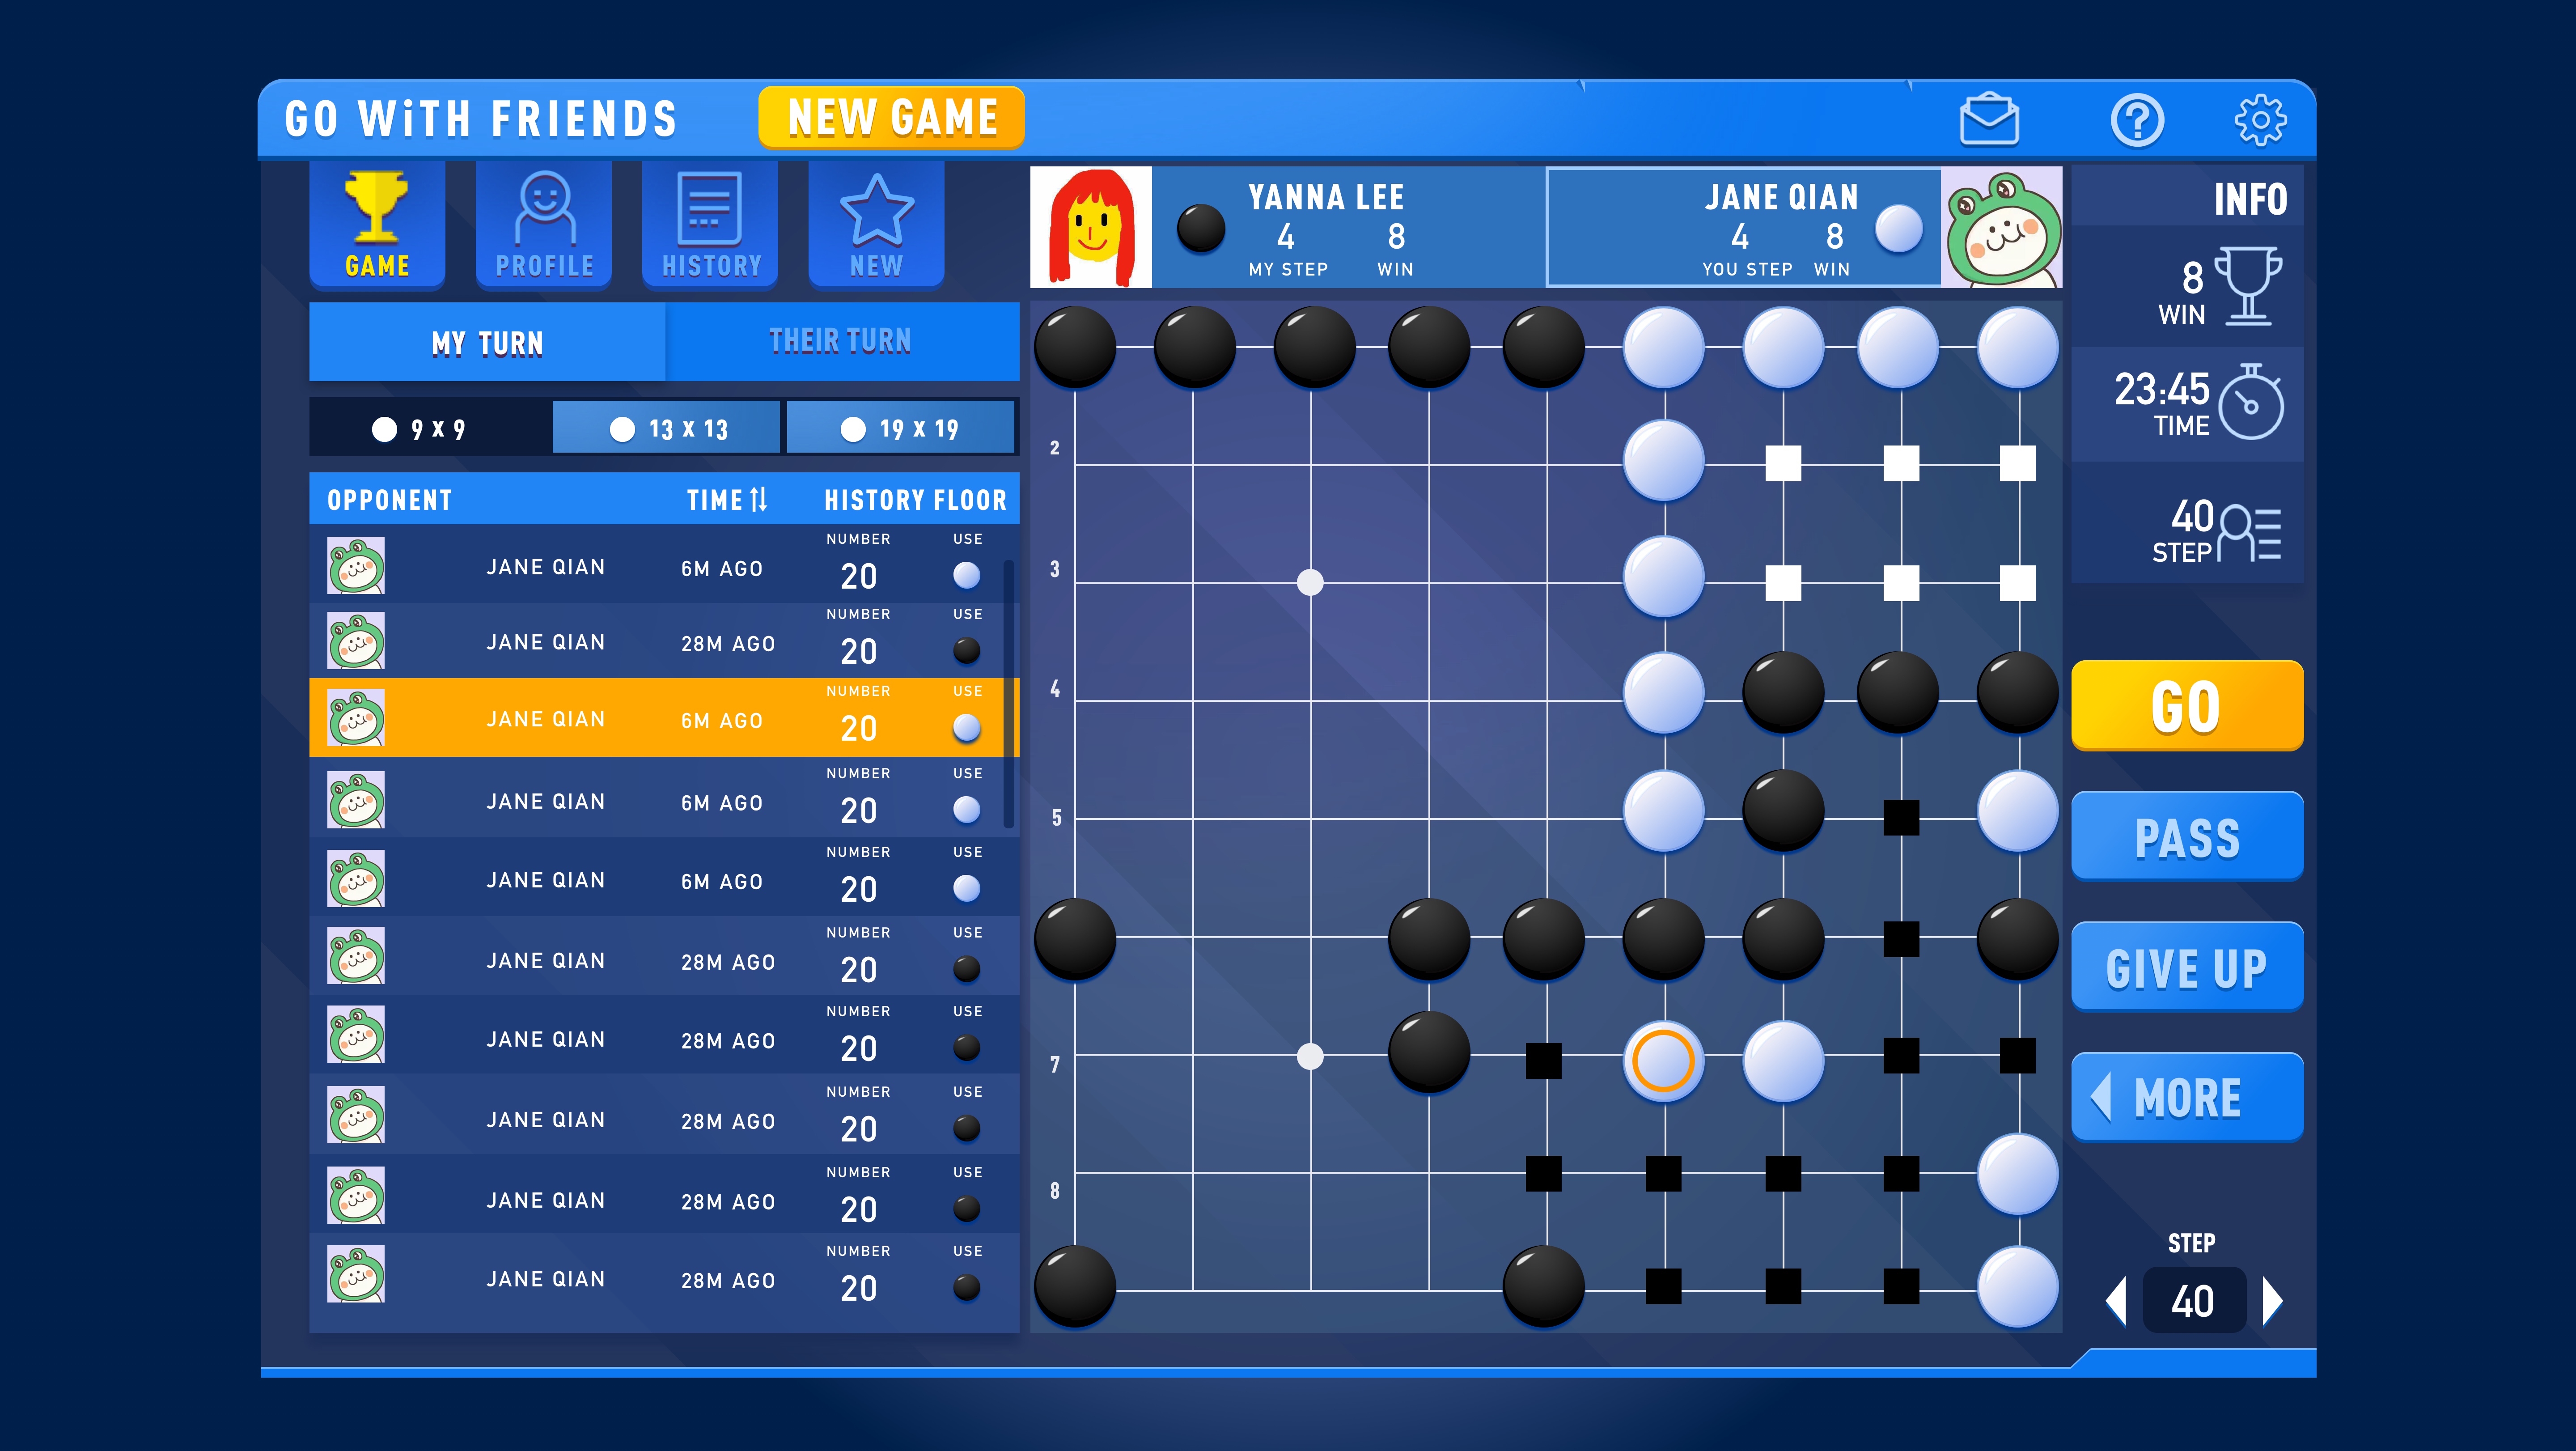 GO WiTH FRIENDS
NEW GAME
GAME
PROFILE
HISTORY
NEW
YANNA LEE
4 8
MY STEP WIN
JANE QIAN
4 8
YOU STEP WIN
INFO
8
WIN
23:45
TIME
40
STEP
MY TURN
THEIR TURN
9 X 9
13 X 13
19 X 19
OPPONENT TIME HISTORY FLOOR
NUMBER USE
JANE QIAN 6M AGO 20
NUMBER USE
JANE QIAN 28M AGO 20
NUMBER USE
JANE QIAN 6M AGO 20
NUMBER USE
JANE QIAN 6M AGO 20
NUMBER USE
JANE QIAN 6M AGO 20
NUMBER USE
JANE QIAN 28M AGO 20
NUMBER USE
JANE QIAN 28M AGO 20
NUMBER USE
JANE QIAN 28M AGO 20
NUMBER USE
JANE QIAN 28M AGO 20
NUMBER USE
JANE QIAN 28M AGO 20
2
3
4
5
7
8
GO
PASS
GIVE UP
MORE
STEP
40